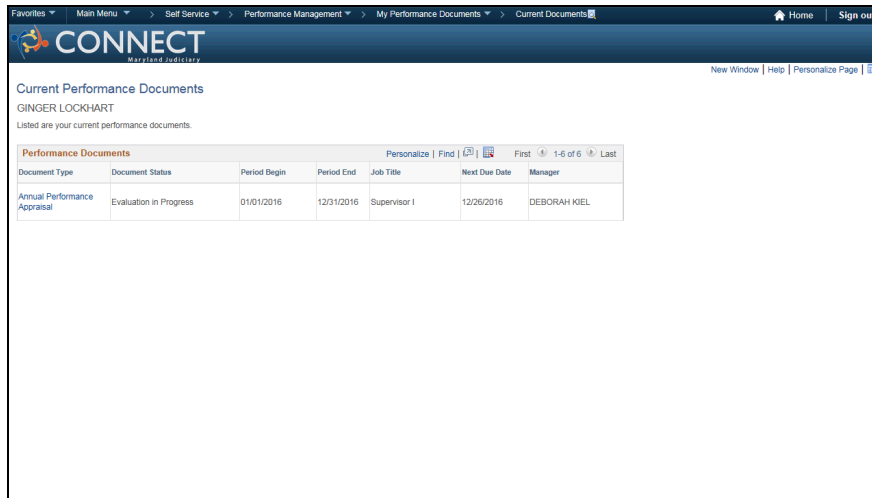 Favorites Main Menu > Self Service > Performance Management > My Performance Documents > Current Documents Home Sign ou
CONNECT
Maryland Judiciary
New Window | Help | Personalize Page |
Current Performance Documents
GINGER LOCKHART
Listed are your current performance documents.
Performance Documents Personalize | Find | | First 1-6 of 6 Last
Document Type Document Status Period Begin Period End Job Title Next Due Date Manager
Annual Performance Appraisal Evaluation in Progress 01/01/2016 12/31/2016 Supervisor I 12/26/2016 DEBORAH KIEL